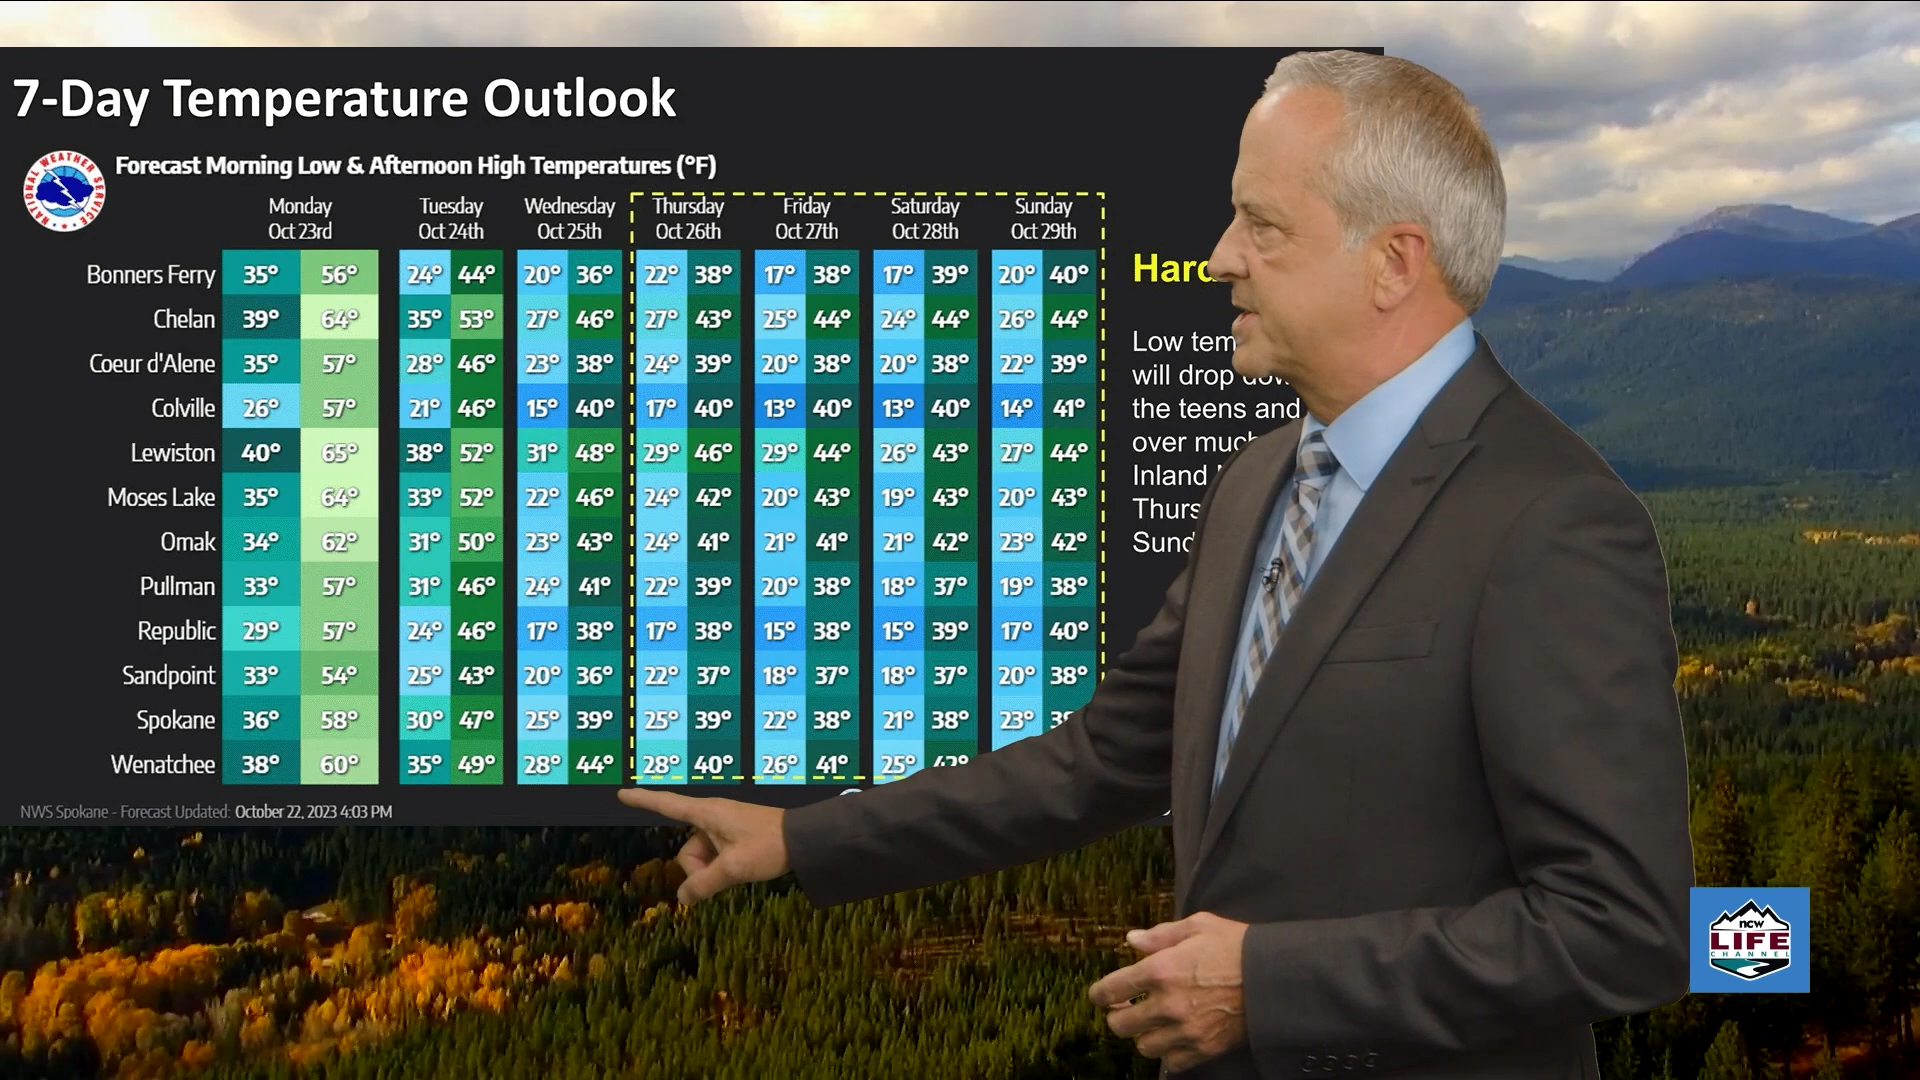 7-Day Temperature Outlook
NATIONAL WEATHER SERVICE
Forecast Morning Low & Afternoon High Temperatures (°F)
Monday Tuesday Wednesday Thursday Friday Saturday Sunday
Oct 23rd Oct 24th Oct 25th Oct 26th Oct 27th Oct 28th Oct 29th
Bonners Ferry 35° 56° 24° 44° 20° 36° 22° 38° 17° 38° 17° 39° 20° 40°
Chelan 39° 64° 35° 53° 27° 46° 27° 43° 25° 44° 24° 44° 26° 44°
Coeur d'Alene 35° 57° 28° 46° 23° 38° 24° 39° 20° 38° 20° 38° 22° 39°
Colville 26° 57° 21° 46° 15° 40° 17° 40° 13° 40° 13° 40° 14° 41°
Lewiston 40° 65° 38° 52° 31° 48° 29° 46° 29° 44° 26° 43° 27° 44°
Moses Lake 35° 64° 33° 52° 22° 46° 24° 42° 20° 43° 19° 43° 20° 43°
Omak 34° 62° 31° 50° 23° 43° 24° 41° 21° 41° 21° 42° 23° 42°
Pullman 33° 57° 31° 46° 24° 41° 22° 39° 20° 38° 18° 37° 19° 38°
Republic 29° 57° 24° 46° 17° 38° 17° 38° 15° 38° 15° 39° 17° 40°
Sandpoint 33° 54° 25° 43° 20° 36° 22° 37° 18° 37° 18° 37° 20° 38°
Spokane 36° 58° 30° 47° 25° 39° 25° 39° 22° 38° 21° 38° 23°
Wenatchee 38° 60° 35° 49° 28° 44° 28° 40° 26° 41° 25°
NWS Spokane - Forecast Updated: October 22, 2023 4:03 PM
Hard
Low tem
will drop
the teens and
over much
Inland
Thurs
Sund
ncw
LIFE
CHANNEL